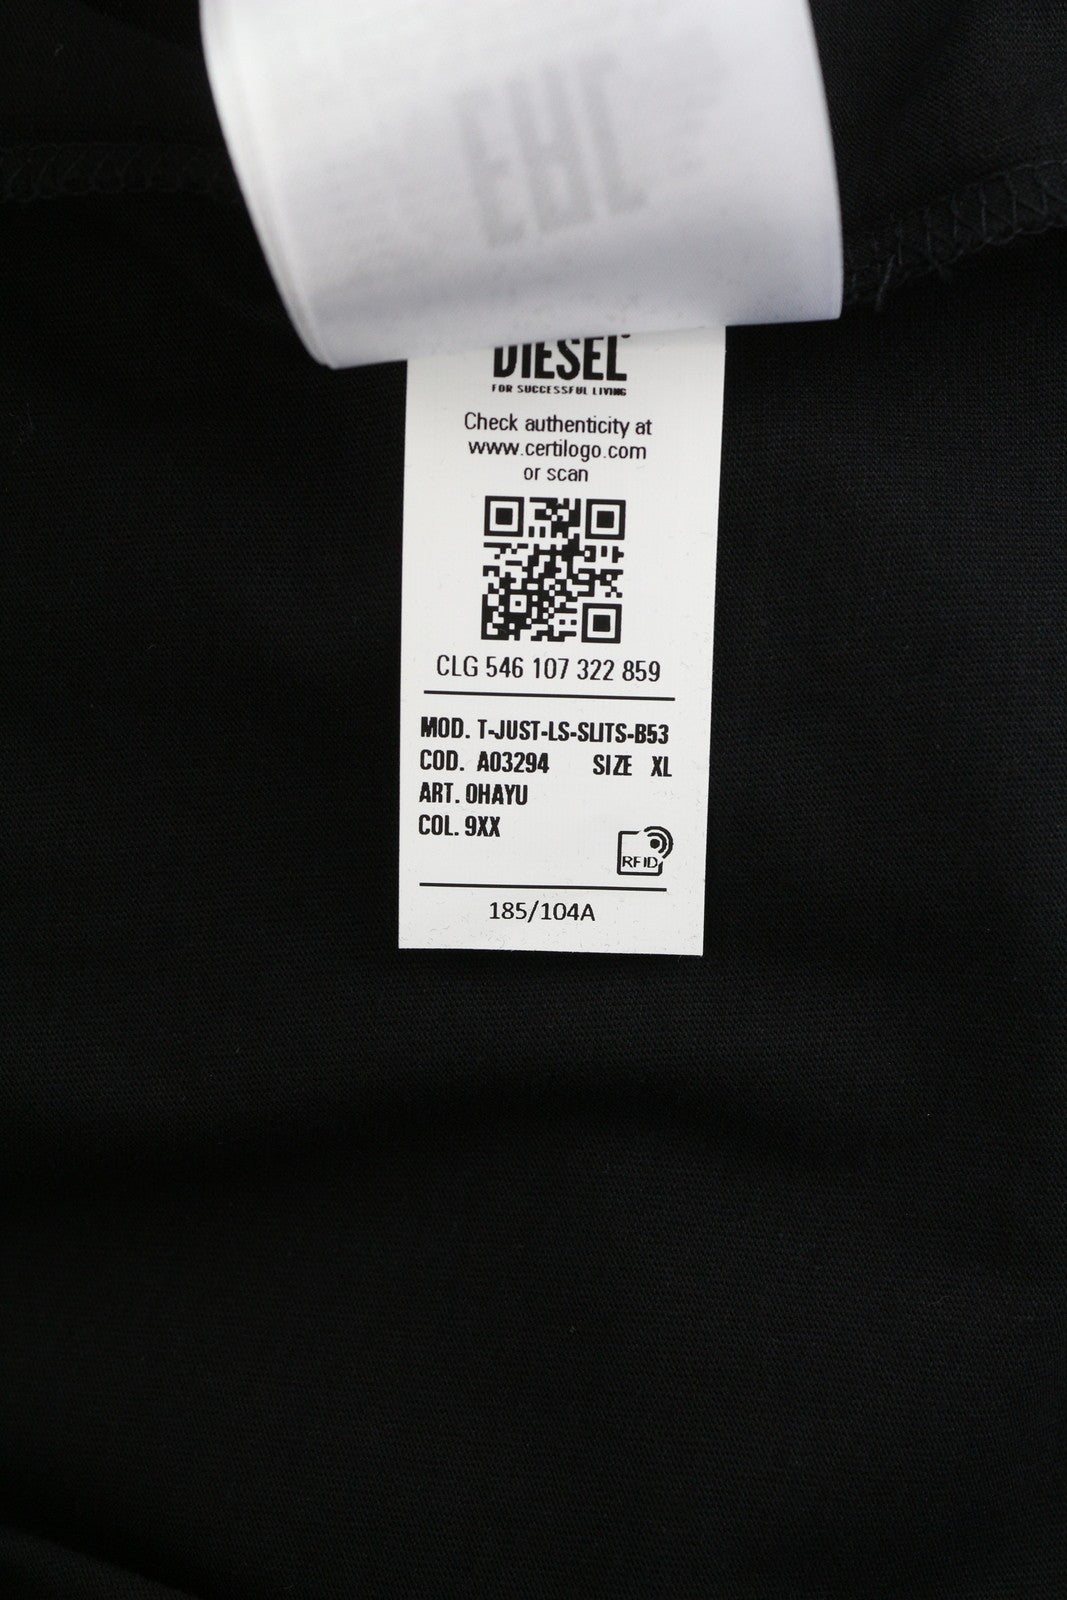 EAC
DIESEL
FOR SUCCESSFUL LIVING
Check authenticity at
www.certilogo.com
or scan
CLG 546 107 322 859
MOD. T-JUST-LS-SLITS-B53
COD. A03294 SIZE XL
ART. 0HAYU
COL. 9XX
RFID
185/104A